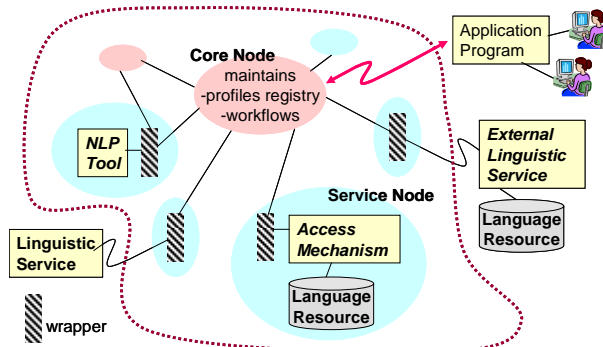 Core Node
maintains
-profiles registry
-workflows
Application
Program
NLP
Tool
External
Linguistic
Service
Language
Resource
Service Node
Access
Mechanism
Language
Resource
Linguistic
Service
wrapper